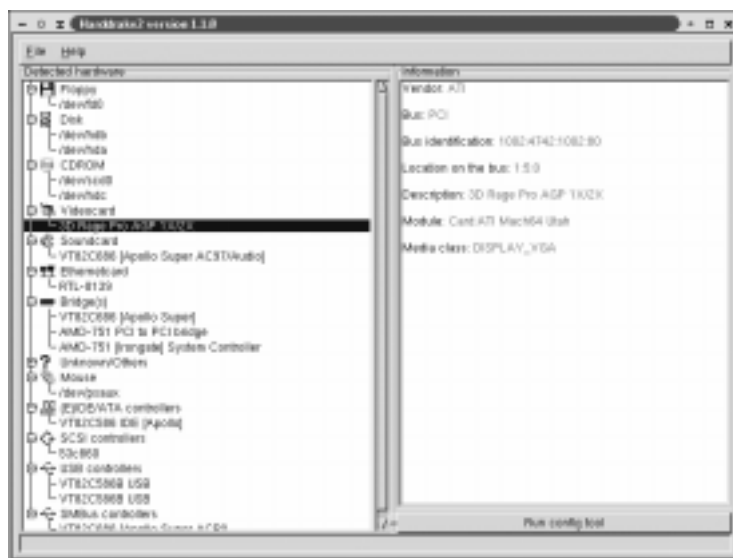 Harddrake2 version 1.1.0
File Help
Detected hardware
Floppy
/dev/fd0
Disk
/dev/hdb
/dev/hda
CDROM
/dev/scd0
/dev/hdc
Videocard
3D Rage Pro AGP 1X/2X
Soundcard
VT82C686 [Apollo Super AC97/Audio]
Ethernetcard
RTL-8139
Bridge(s)
VT82C686 [Apollo Super]
AMD-751 PCI to PCI bridge
AMD-751 [Irongate] System Controller
Unknown/Others
Mouse
/dev/psaux
(E)IDE/ATA controllers
VT82C586 IDE [Apollo]
SCSI controllers
53c860
USB controllers
VT82C586B USB
VT82C586B USB
SMBus controllers
VT82C686 [Apollo Super ACPI]
Information
Vendor: ATI
Bus: PCI
Bus identification: 1002:4742:1002:80
Location on the bus: 1:5:0
Description: 3D Rage Pro AGP 1X/2X
Module: Card:ATI Mach64 Utah
Media class: DISPLAY_VGA
Run config tool